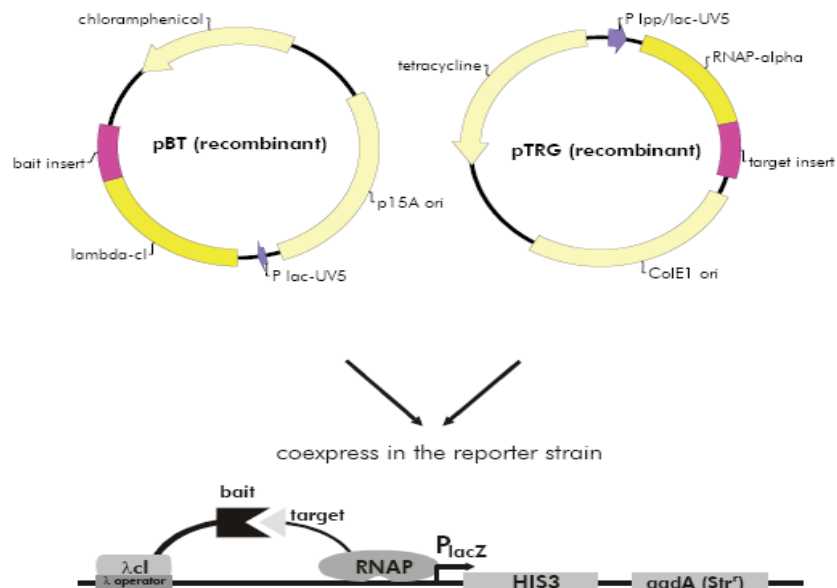 chloramphenicol
pBT (recombinant)
bait insert
p15A ori
lambda-cI
P lac-UV5
P lpp/lac-UV5
RNAP-alpha
tetracycline
pTRG (recombinant)
target insert
ColE1 ori
coexpress in the reporter strain
bait
target
λcI
λ operator
RNAP
PlacZ
HIS3
aadA (Strr)